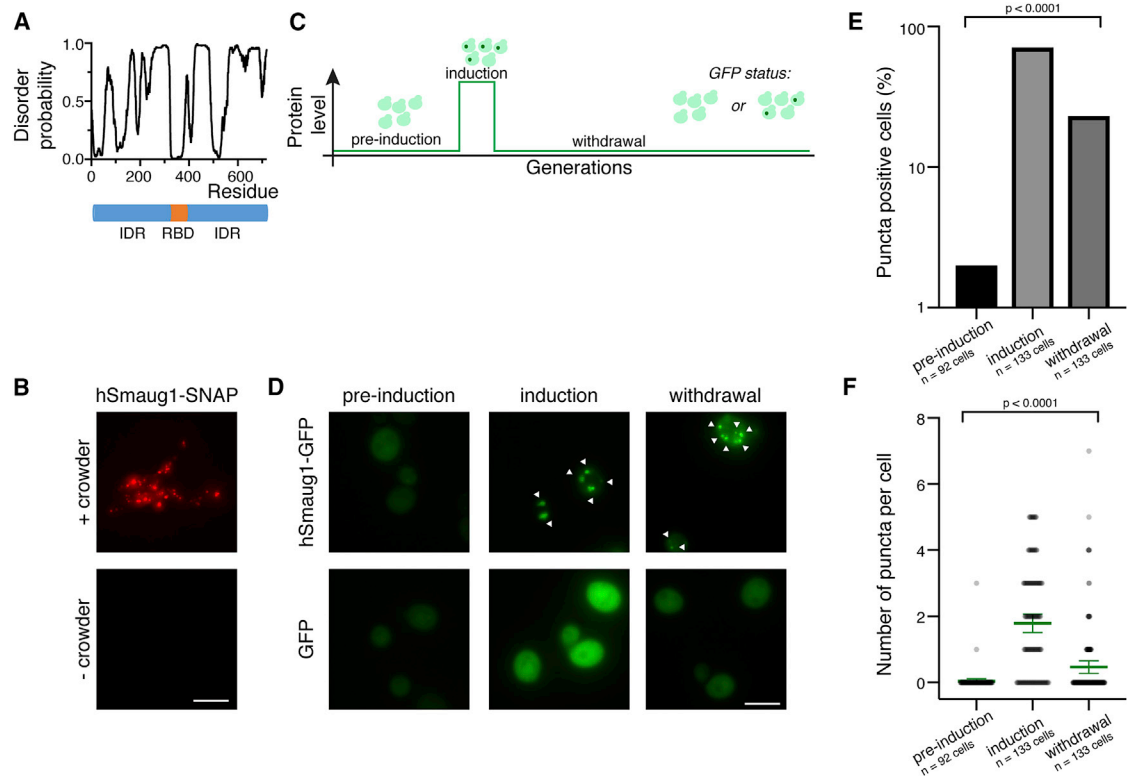 A
Disorder
probability
1.0
0.5
0.0
0
200
400
600
Residue
IDR
RBD
IDR
B
hSmaug1-SNAP
+ crowder
- crowder
C
Protein
level
induction
pre-induction
withdrawal
GFP status:
or
Generations
D
pre-induction
induction
withdrawal
hSmaug1-GFP
GFP
E
p < 0.0001
Puncta positive cells (%)
100
10
1
pre-induction
n = 92 cells
induction
n = 133 cells
withdrawal
n = 133 cells
F
p < 0.0001
Number of puncta per cell
8
6
4
2
0
pre-induction
n = 92 cells
induction
n = 133 cells
withdrawal
n = 133 cells